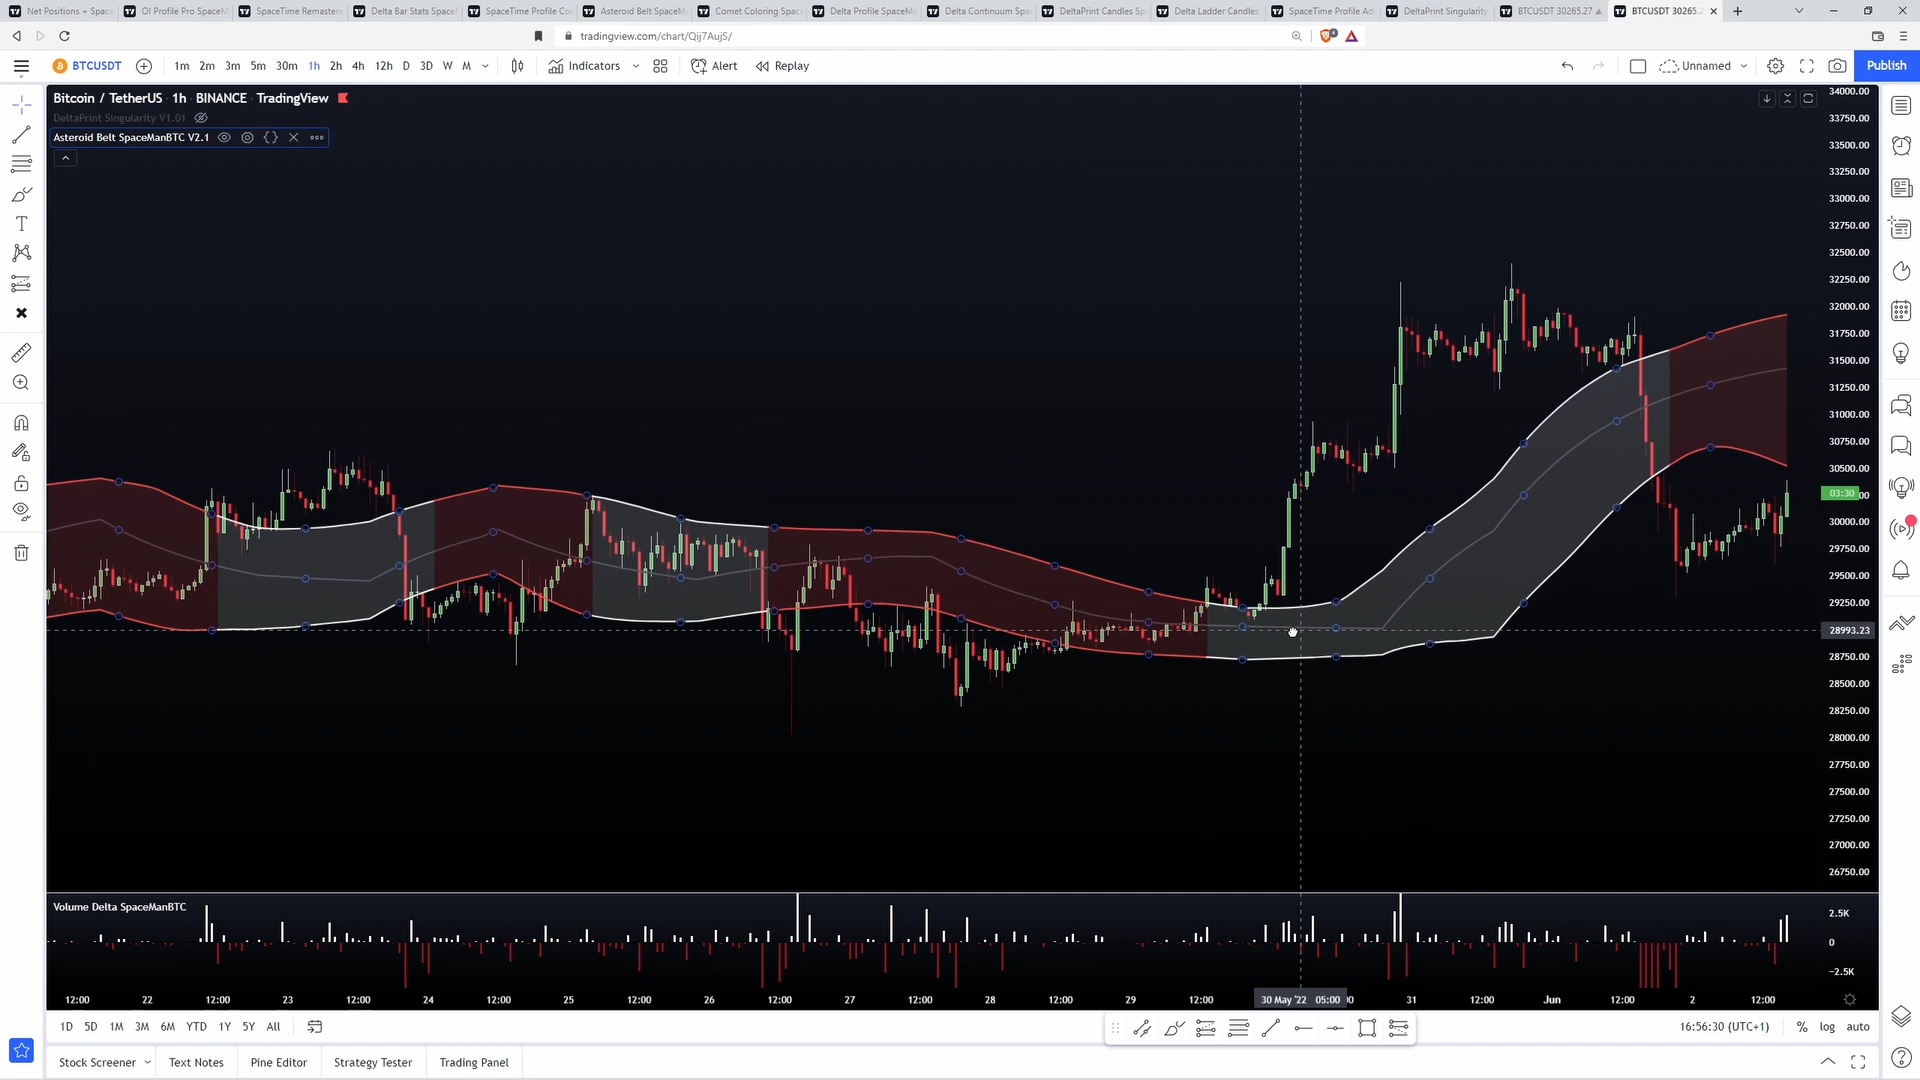 Net Positions + Space
OI Profile Pro SpaceM
SpaceTime Remastere
Delta Bar Stats Space
SpaceTime Profile Co
Asteroid Belt SpaceM
Comet Coloring Spac
Delta Profile SpaceMa
Delta Continuum Spa
DeltaPrint Candles Sp
Delta Ladder Candles
SpaceTime Profile Ad
DeltaPrint Singularity
BTCUSDT 30265.27
BTCUSDT 30265.2
tradingview.com/chart/Qij7AujS/
BTCUSDT 1m 2m 3m 5m 30m 1h 2h 4h 12h D 3D W M Indicators Alert Replay Unnamed Publish
Bitcoin / TetherUS 1h BINANCE TradingView
DeltaPrint Singularity V1.01
Asteroid Belt SpaceManBTC V2.1
34000.00
33750.00
33500.00
33250.00
33000.00
32750.00
32500.00
32250.00
32000.00
31750.00
31500.00
31250.00
31000.00
30750.00
30500.00
03:30
30000.00
29750.00
29500.00
29250.00
28993.23
28750.00
28500.00
28250.00
28000.00
27750.00
27500.00
27250.00
27000.00
26750.00
Volume Delta SpaceManBTC
2.5K
0
−2.5K
12:00 22 12:00 23 12:00 24 12:00 25 12:00 26 12:00 27 12:00 28 12:00 29 12:00 30 May '22 05:00 31 12:00 Jun 12:00 2 12:00
1D 5D 1M 3M 6M YTD 1Y 5Y All 16:56:30 (UTC+1) % log auto
Stock Screener Text Notes Pine Editor Strategy Tester Trading Panel